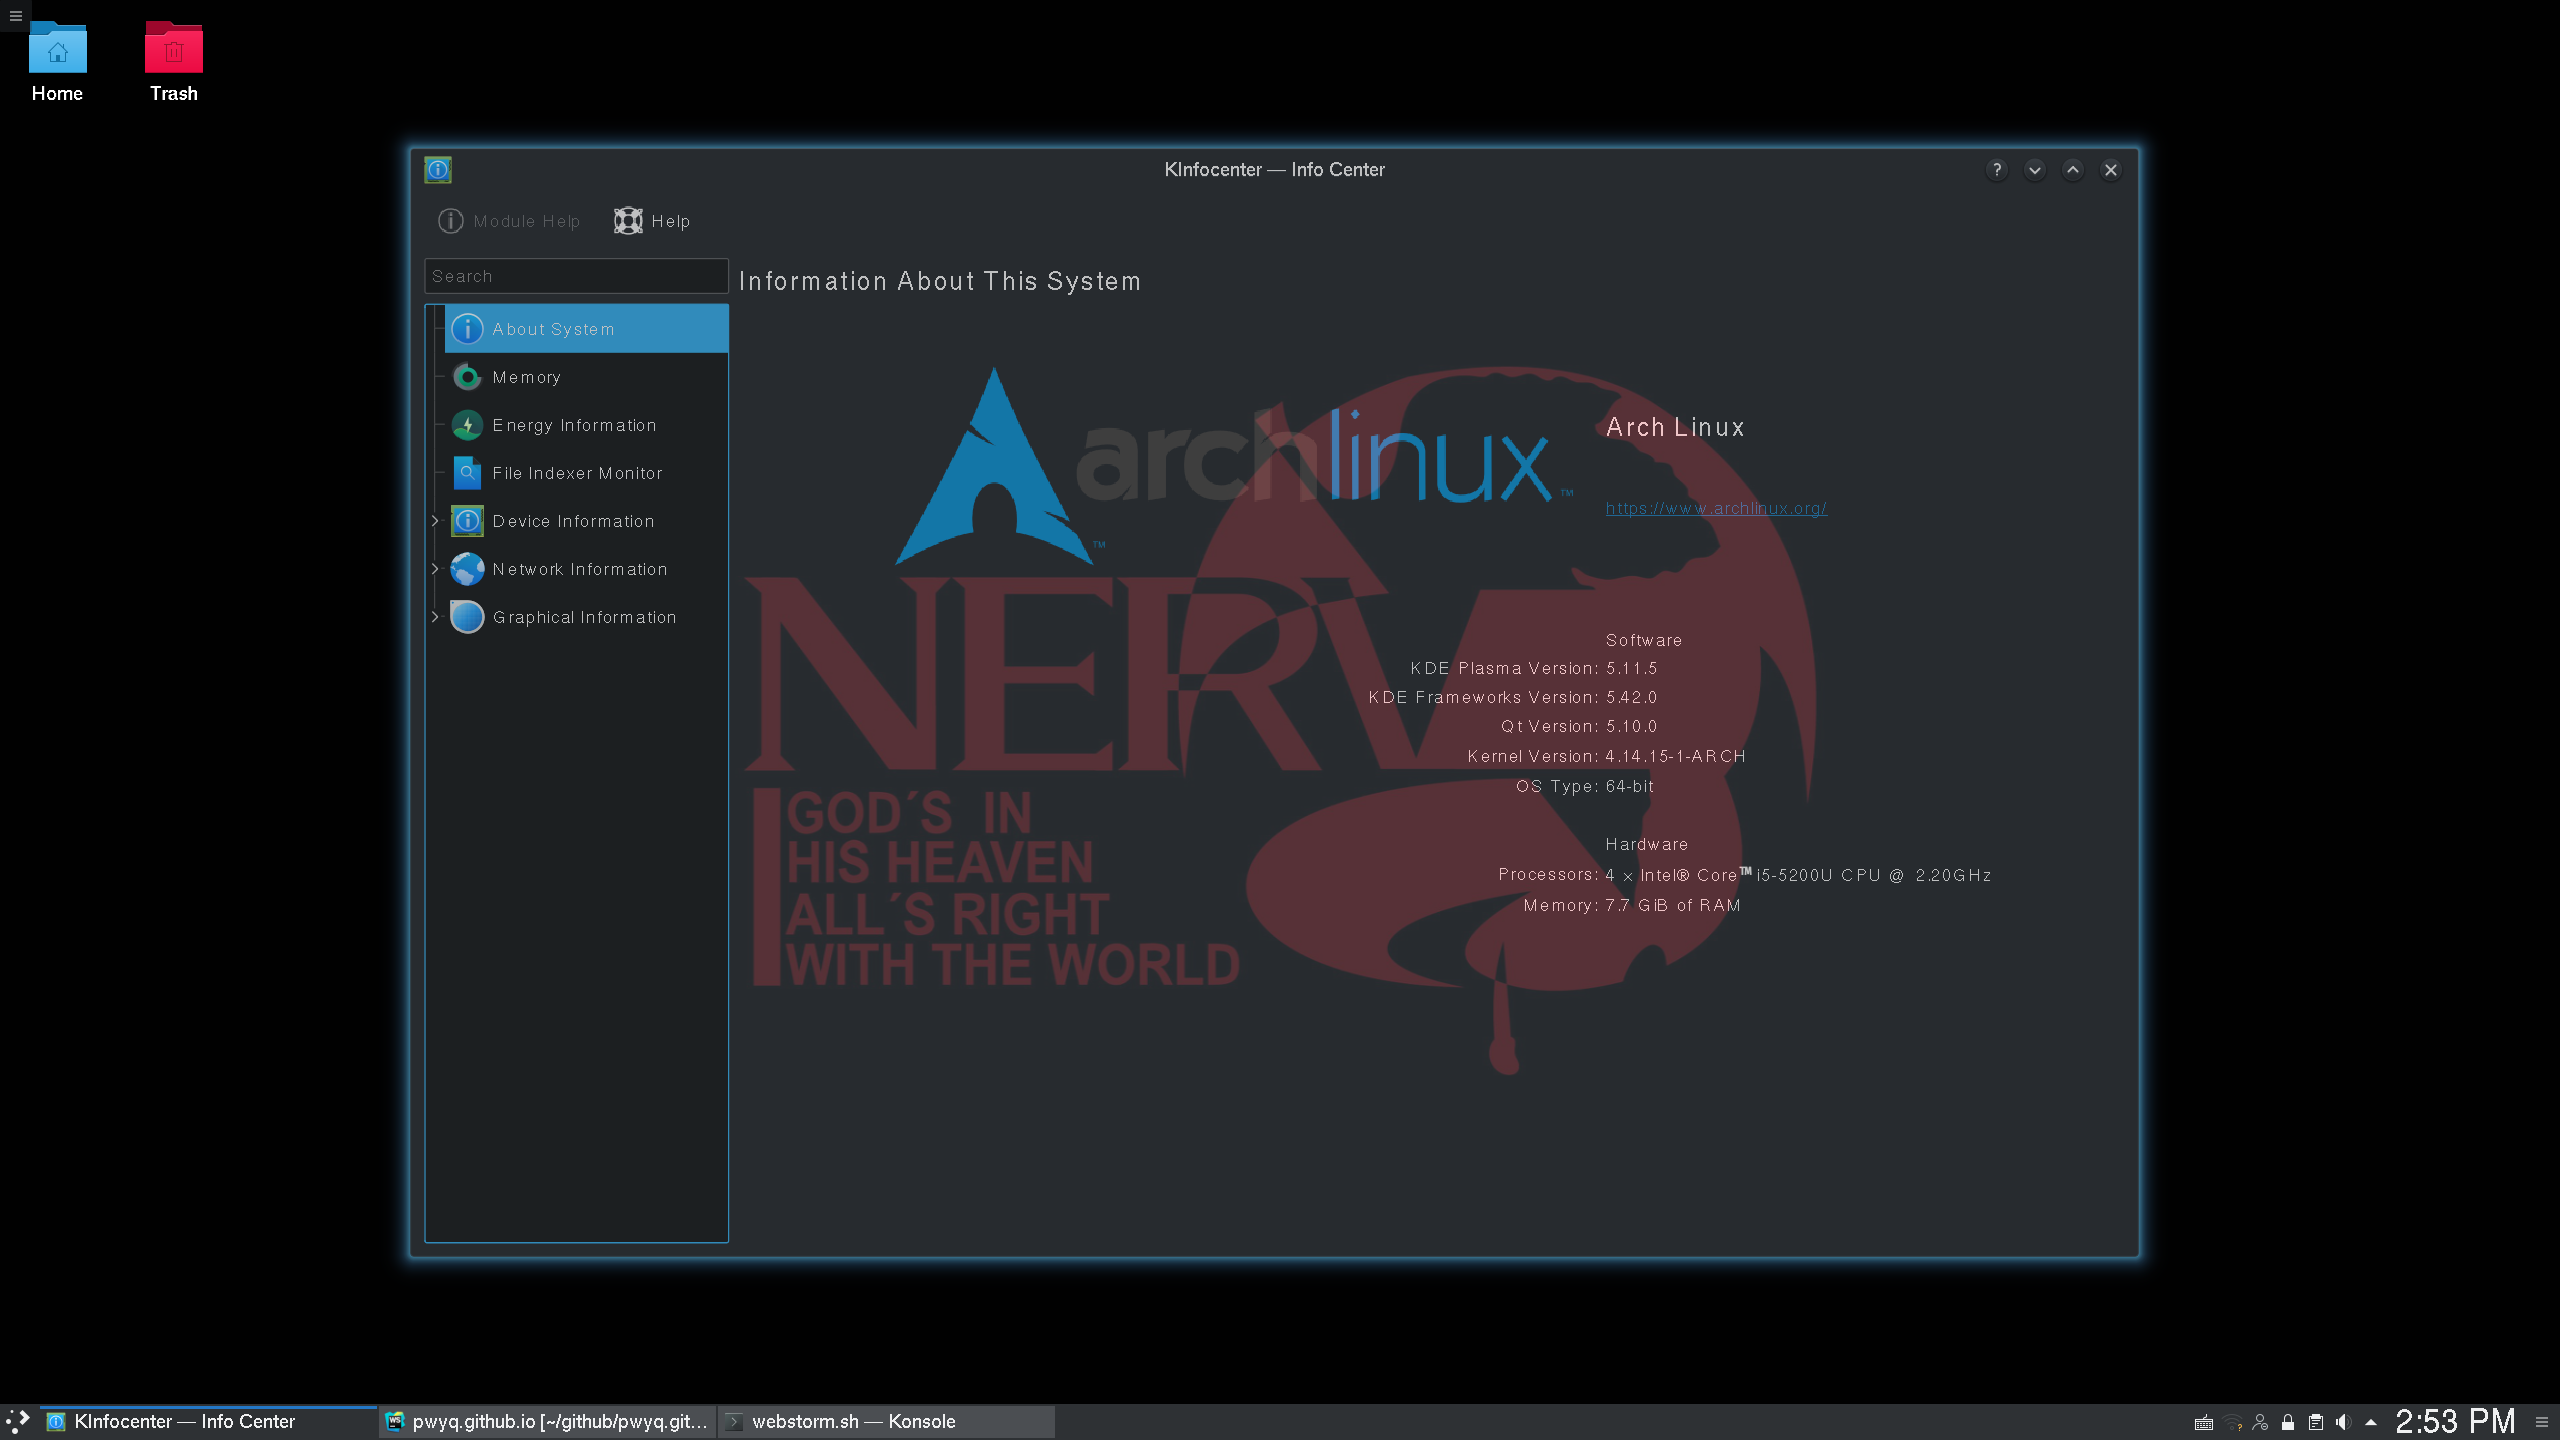 Home
Trash
KInfocenter — Info Center
Module Help
Help
Search
Information About This System
About System
Memory
Energy Information
File Indexer Monitor
Device Information
Network Information
Graphical Information
archlinux™
™
Arch Linux
https://www.archlinux.org/
NERV
GOD´S IN
HIS HEAVEN
ALL´S RIGHT
WITH THE WORLD
Software
KDE Plasma Version: 5.11.5
KDE Frameworks Version: 5.42.0
Qt Version: 5.10.0
Kernel Version: 4.14.15-1-ARCH
OS Type: 64-bit
Hardware
Processors: 4 × Intel® Core™ i5-5200U CPU @ 2.20GHz
Memory: 7.7 GiB of RAM
KInfocenter — Info Center
WS
pwyq.github.io [~/github/pwyq.git...
webstorm.sh — Konsole
2:53 PM